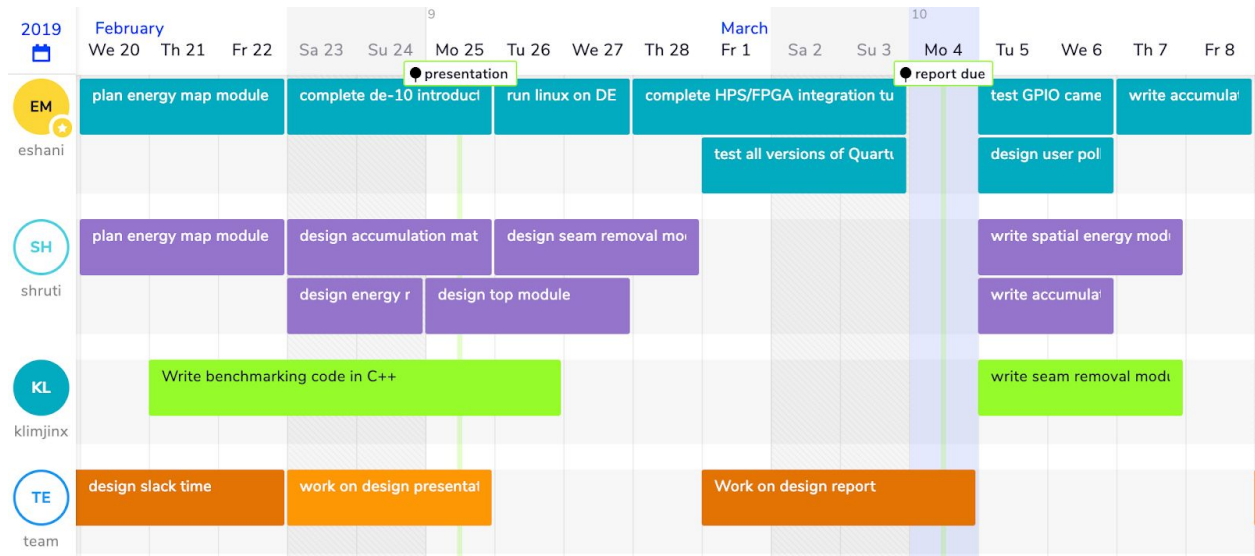 2019
February
9
March
10
We 20 Th 21 Fr 22 Sa 23 Su 24 Mo 25 Tu 26 We 27 Th 28 Fr 1 Sa 2 Su 3 Mo 4 Tu 5 We 6 Th 7 Fr 8
presentation
report due
EM
eshani
plan energy map module
complete de-10 introducti
run linux on DE
complete HPS/FPGA integration tu
test GPIO came
write accumulat
test all versions of Quartu
design user poll
SH
shruti
plan energy map module
design accumulation mat
design seam removal mo
write spatial energy modu
design energy r
design top module
write accumulat
KL
klimjinx
Write benchmarking code in C++
write seam removal modu
TE
team
design slack time
work on design presentat
Work on design report